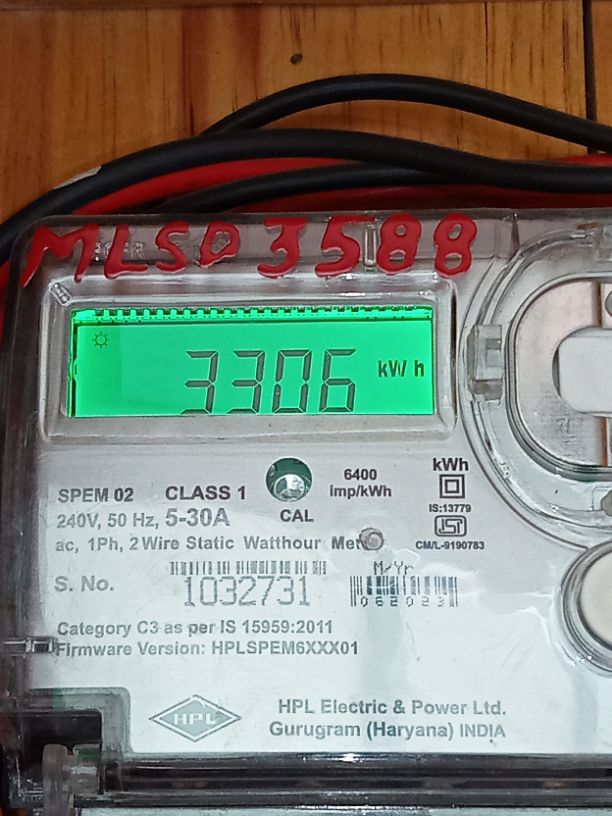 MLSP 3588
3306 kWh
6400
Imp/kWh
kWh
SPEM 02 CLASS 1
240V, 50 Hz, 5-30A
CAL
IS:13779
CM/L-9190783
ac, 1Ph, 2 Wire Static Watthour Meter
M/Yr
S. No. 1032731
062023
Category C3 as per IS 15959:2011
Firmware Version: HPLSPEM6XXX01
HPL
HPL Electric & Power Ltd.
Gurugram (Haryana) INDIA